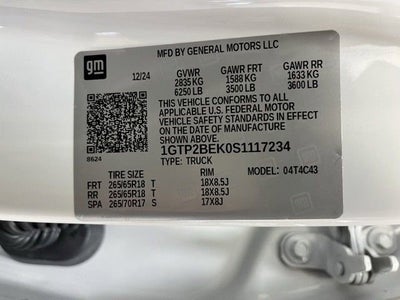 MFD BY GENERAL MOTORS LLC
gm
12/24 GVWR GAWR FRT GAWR RR
2835 KG 1588 KG 1633 KG
6250 LB 3500 LB 3600 LB
THIS VEHICLE CONFORMS TO ALL
APPLICABLE U.S. FEDERAL MOTOR
VEHICLE SAFETY STANDARDS IN
EFFECT ON THE DATE OF MANUFACTURE
SHOWN ABOVE.
8624 1GTP2BEK0S1117234
TYPE: TRUCK MODEL: 04T4C43
TIRE SIZE RIM
FRT 265/65R18 T 18X8.5J
RR 265/65R18 T 18X8.5J
SPA 265/70R17 S 17X8J